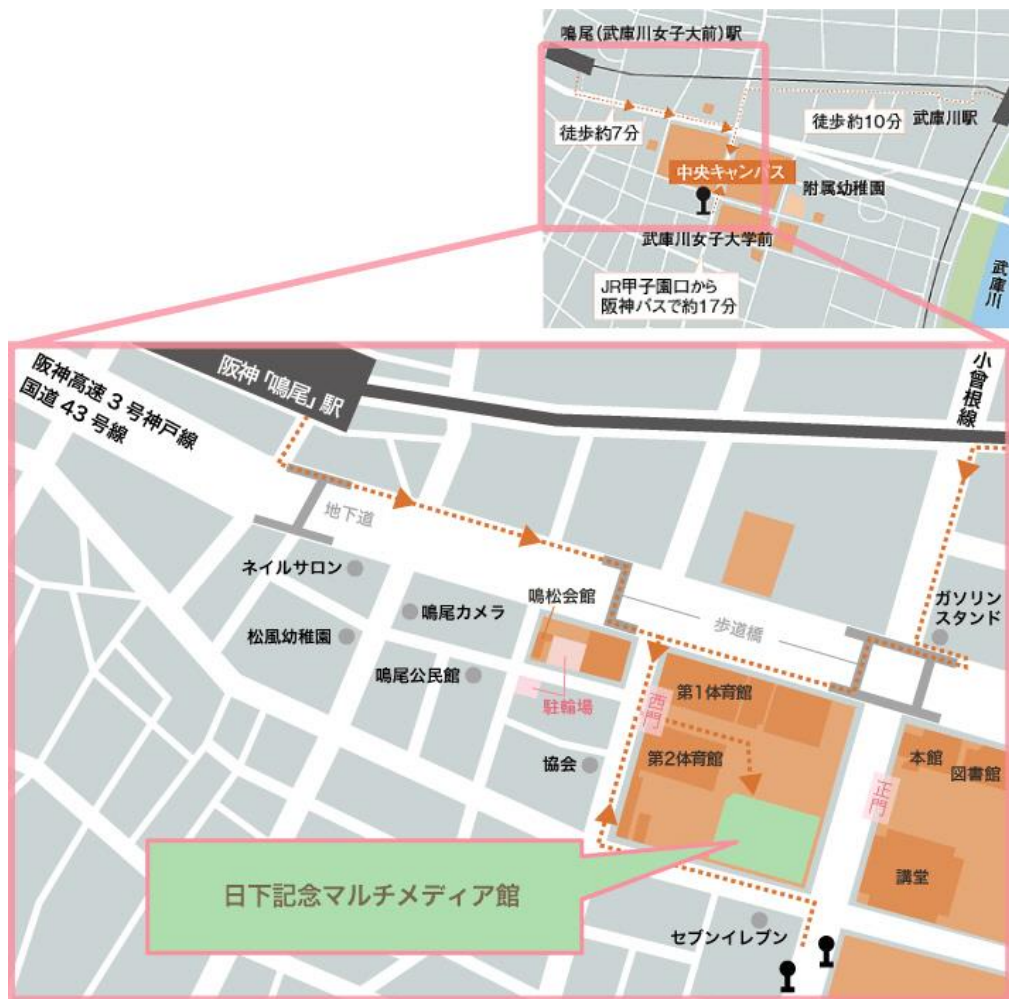 鳴尾(武庫川女子大前)駅
徒歩約7分
徒歩約10分
武庫川駅
中央キャンパス
附属幼稚園
武庫川女子大学前
JR甲子園口から
阪神バスで約17分
武庫川
阪神高速3号神戸線
国道43号線
阪神「鳴尾」駅
小曾根線
地下道
ネイルサロン
鳴尾カメラ
鳴松会館
歩道橋
ガソリン
スタンド
松風幼稚園
鳴尾公民館
駐輪場
西門
第1体育館
第2体育館
協会
本館
図書館
正門
講堂
日下記念マルチメディア館
セブンイレブン